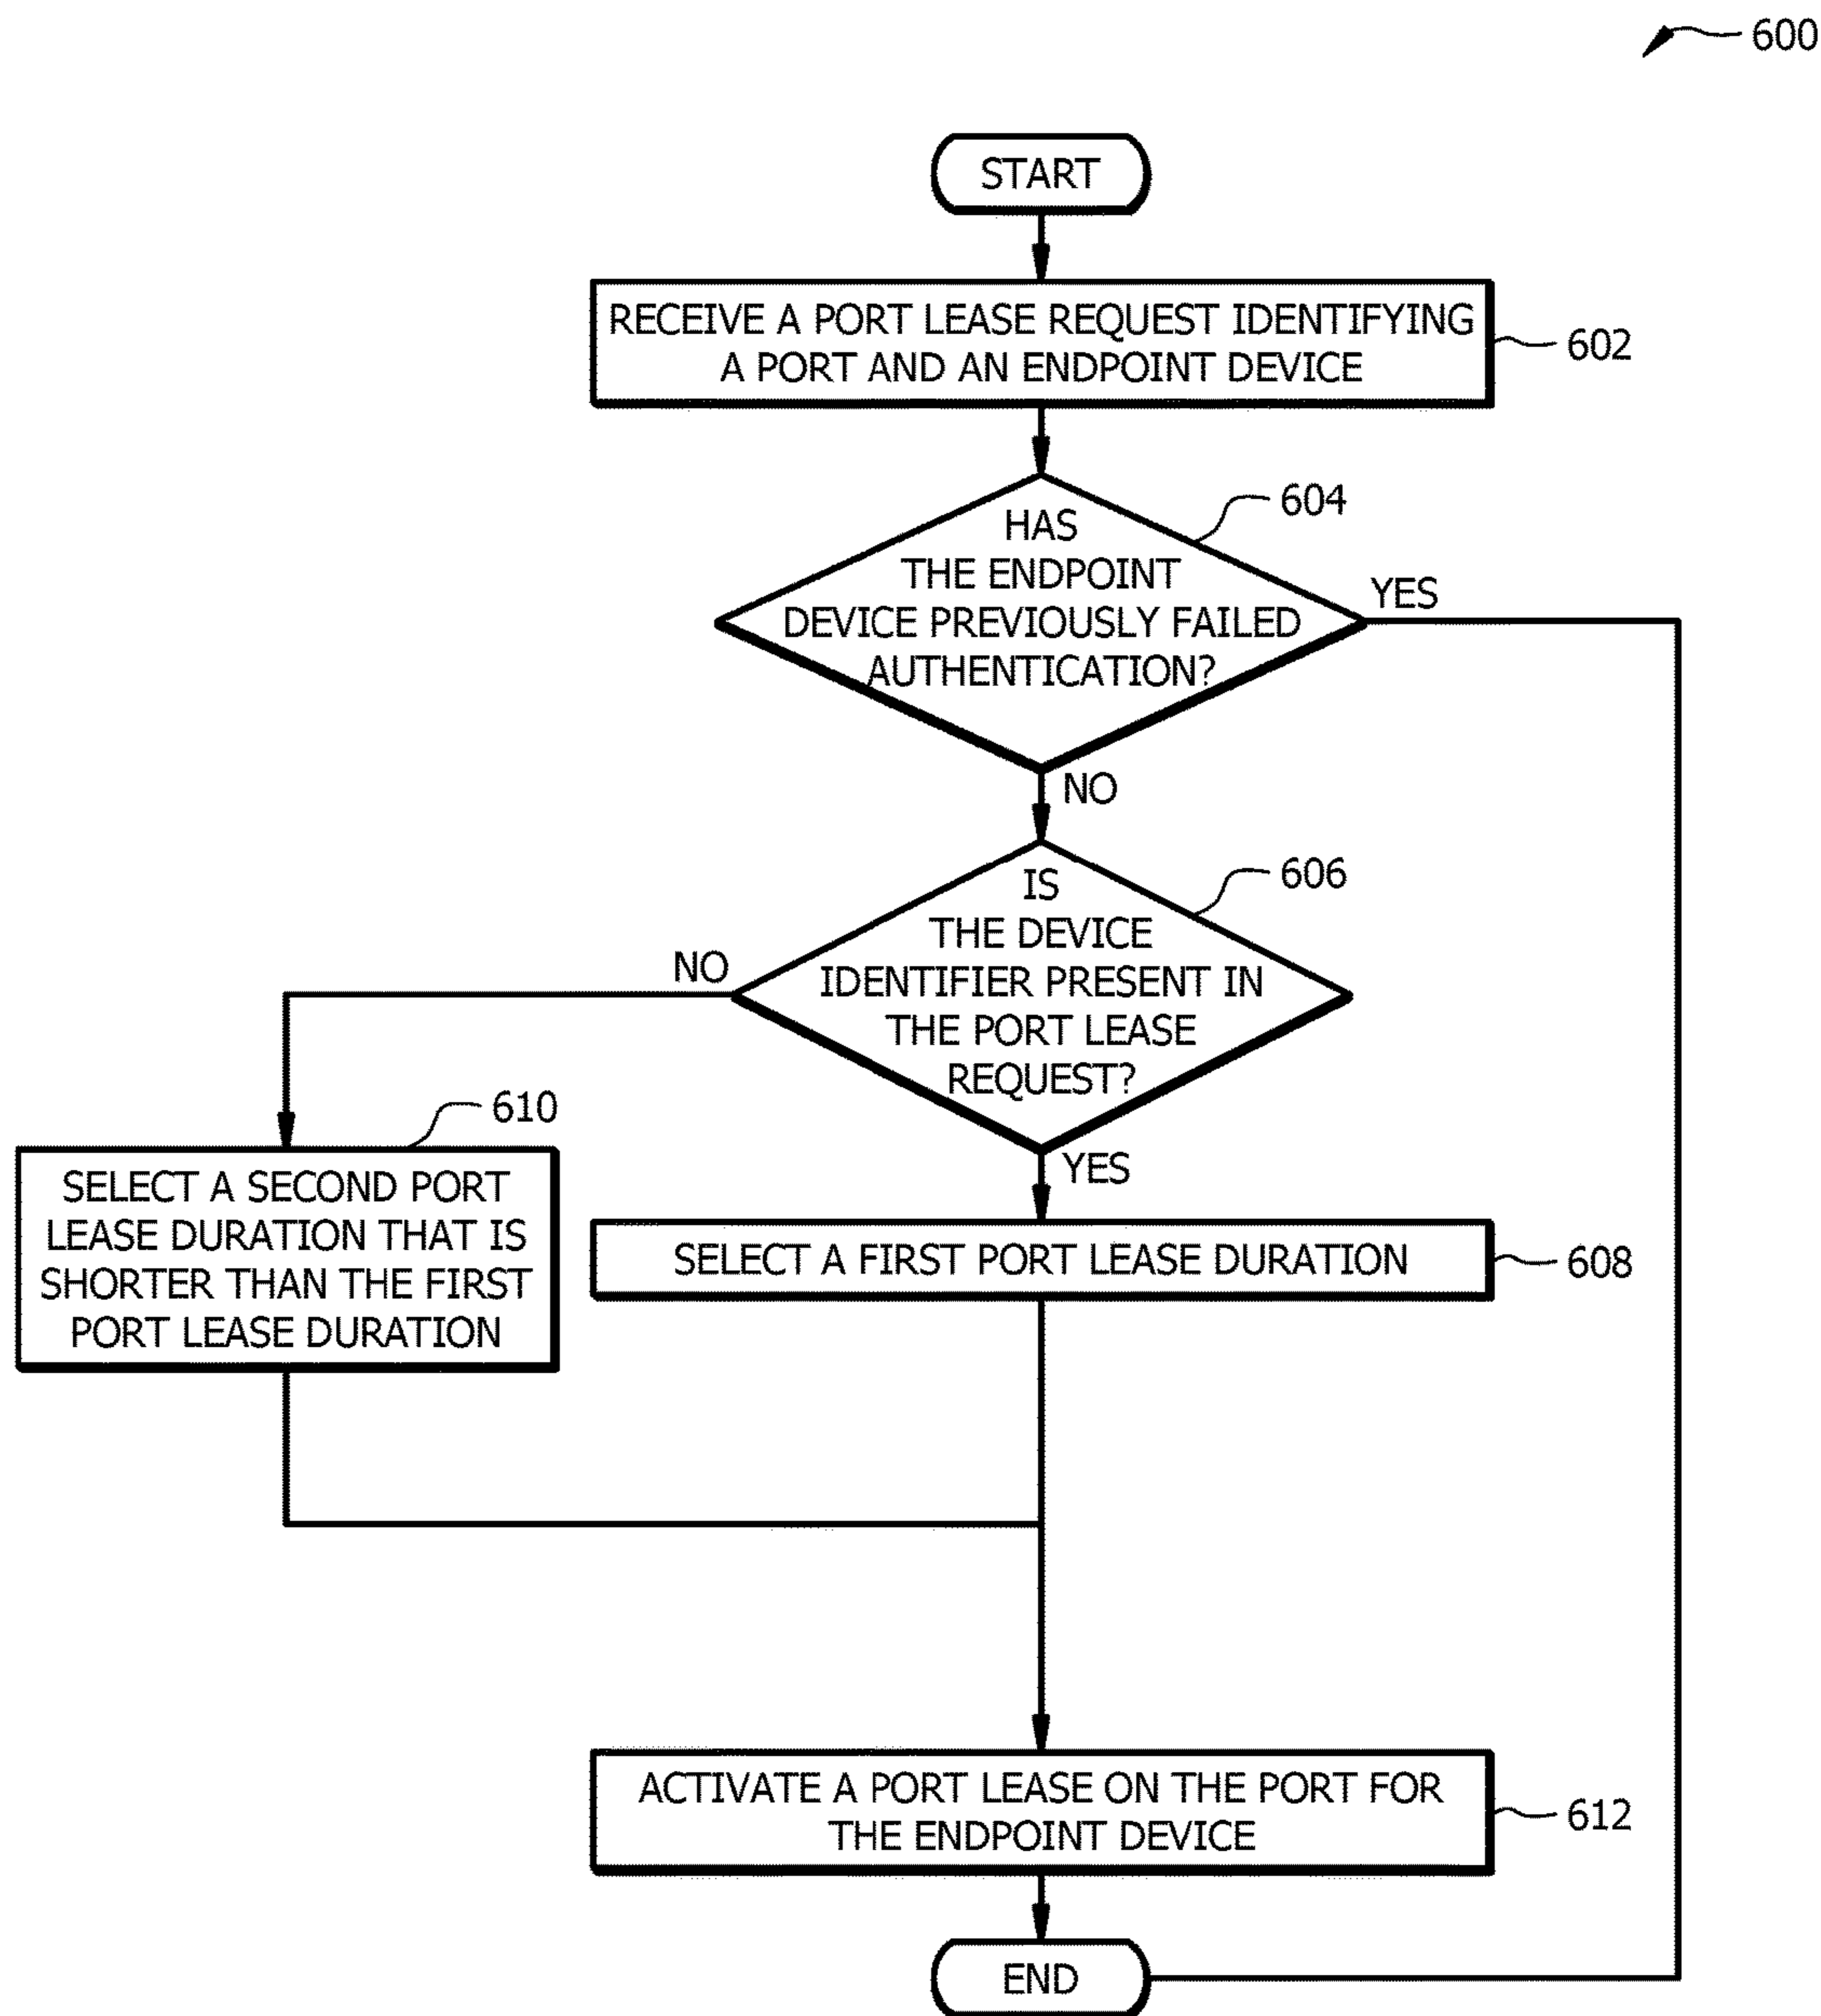 600
START
RECEIVE A PORT LEASE REQUEST IDENTIFYING
A PORT AND AN ENDPOINT DEVICE
602
604
HAS
THE ENDPOINT
DEVICE PREVIOUSLY FAILED
AUTHENTICATION?
YES
NO
606
IS
THE DEVICE
IDENTIFIER PRESENT IN
THE PORT LEASE
REQUEST?
NO
YES
610
SELECT A SECOND PORT
LEASE DURATION THAT IS
SHORTER THAN THE FIRST
PORT LEASE DURATION
SELECT A FIRST PORT LEASE DURATION
608
ACTIVATE A PORT LEASE ON THE PORT FOR
THE ENDPOINT DEVICE
612
END